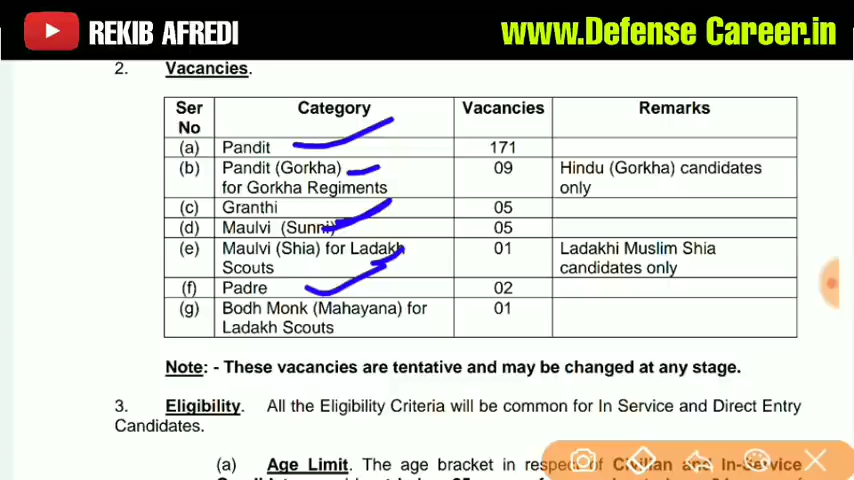 REKIB AFREDI
www.Defense Career.in
2. Vacancies.
Ser No Category Vacancies Remarks
(a) Pandit 171
(b) Pandit (Gorkha) for Gorkha Regiments 09 Hindu (Gorkha) candidates only
(c) Granthi 05
(d) Maulvi (Sunni) 05
(e) Maulvi (Shia) for Ladakh Scouts 01 Ladakhi Muslim Shia candidates only
(f) Padre 02
(g) Bodh Monk (Mahayana) for Ladakh Scouts 01
Note: - These vacancies are tentative and may be changed at any stage.
3. Eligibility. All the Eligibility Criteria will be common for In Service and Direct Entry
Candidates.
(a) Age Limit. The age bracket in respect of Civilian and In-Service